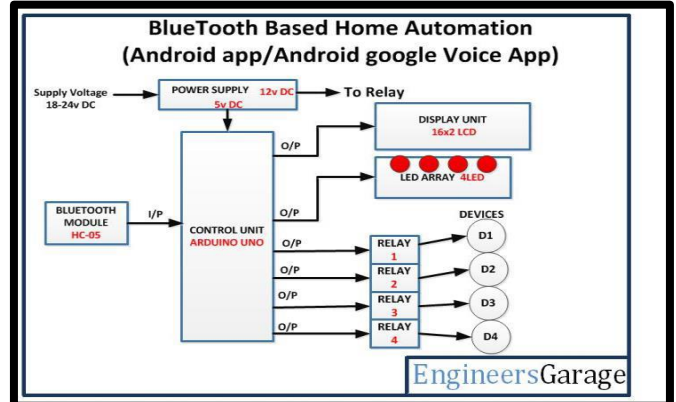 BlueTooth Based Home Automation
(Android app/Android google Voice App)
Supply Voltage
18-24v DC
POWER SUPPLY 12v DC
5v DC
To Relay
O/P
DISPLAY UNIT
16x2 LCD
O/P
LED ARRAY 4LED
BLUETOOTH
MODULE
HC-05
I/P
CONTROL UNIT
ARDUINO UNO
DEVICES
O/P
RELAY
1
D1
O/P
RELAY
2
D2
O/P
RELAY
3
D3
O/P
RELAY
4
D4
EngineersGarage